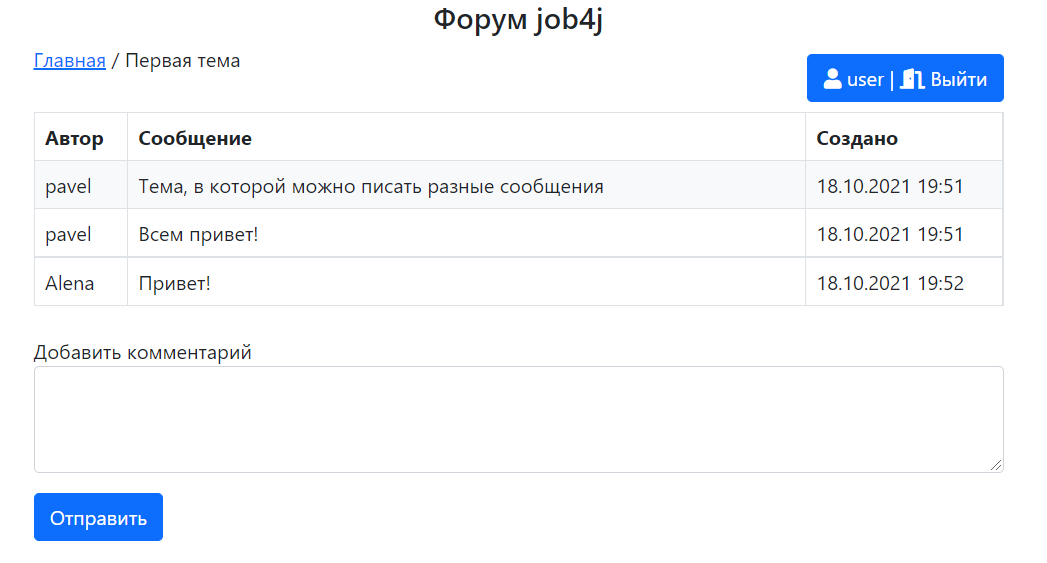 Форум job4j
Главная / Первая тема
user | Выйти
Автор Сообщение Создано
pavel Тема, в которой можно писать разные сообщения 18.10.2021 19:51
pavel Всем привет! 18.10.2021 19:51
Alena Привет! 18.10.2021 19:52
Добавить комментарий
Отправить